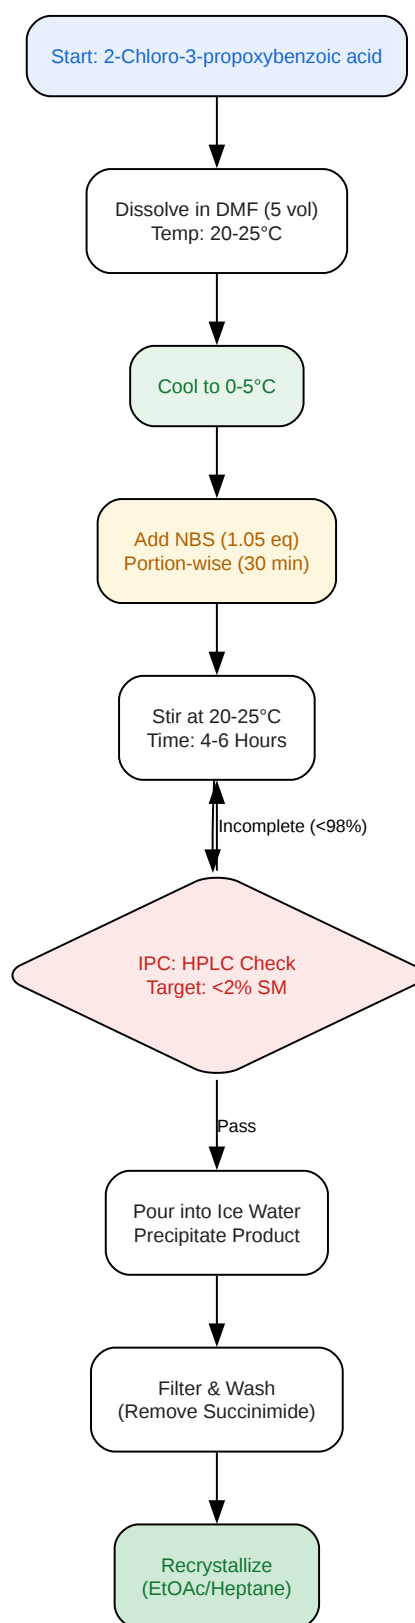 Start: 2-Chloro-3-propoxybenzoic acid
Dissolve in DMF (5 vol)
Temp: 20-25°C
Cool to 0-5°C
Add NBS (1.05 eq)
Portion-wise (30 min)
Stir at 20-25°C
Time: 4-6 Hours
Incomplete (<98%)
IPC: HPLC Check
Target: <2% SM
Pass
Pour into Ice Water
Precipitate Product
Filter & Wash
(Remove Succinimide)
Recrystallize
(EtOAc/Heptane)